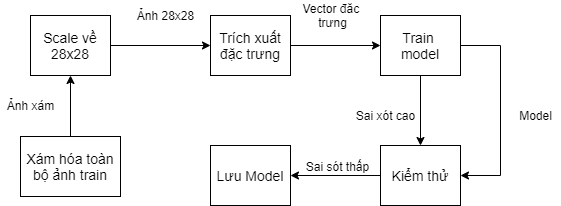 Ảnh xám
Scale về
28x28
Ảnh 28x28
Trích xuất
đặc trưng
Vector đặc
trưng
Train
model
Sai xót cao
Model
Xám hóa toàn
bộ ảnh train
Lưu Model
Sai sót thấp
Kiểm thử